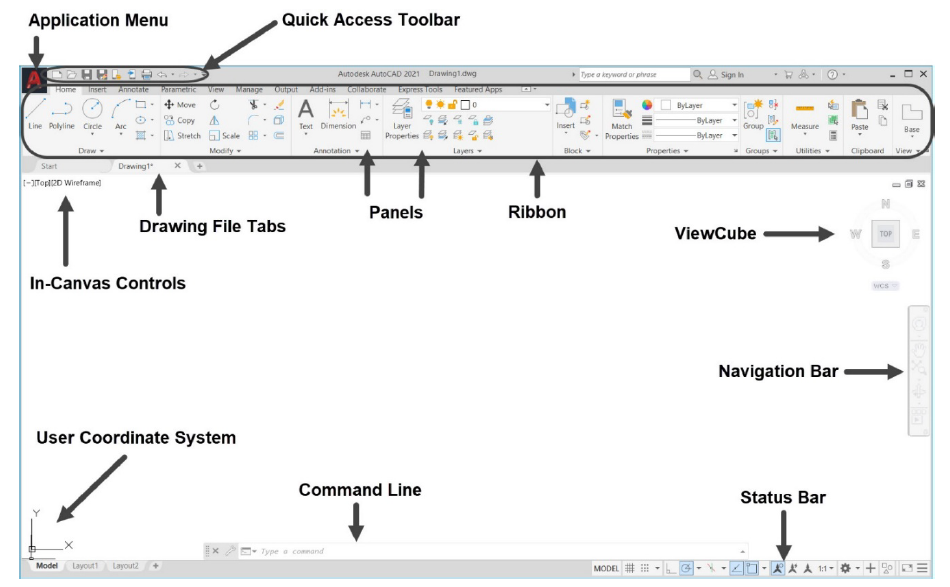 Application Menu
Quick Access Toolbar
Autodesk AutoCAD 2021 Drawing1.dwg
Type a keyword or phrase
Sign In
Home Insert Annotate Parametric View Manage Output Add-ins Collaborate Express Tools Featured Apps
Line Polyline Circle Arc
Move
Copy
Stretch
Scale
Text Dimension
Layer
Properties
0
Insert
Match
Properties
ByLayer
ByLayer
ByLayer
Group
Measure
Paste
Base
Draw Modify Annotation Layers Block Properties Groups Utilities Clipboard View
Start Drawing1*
[−][Top][2D Wireframe]
Drawing File Tabs
Panels
Ribbon
ViewCube
N
W TOP E
S
WCS
In-Canvas Controls
Navigation Bar
User Coordinate System
Command Line
Status Bar
Y
X
Type a command
Model Layout1 Layout2
MODEL
1:1